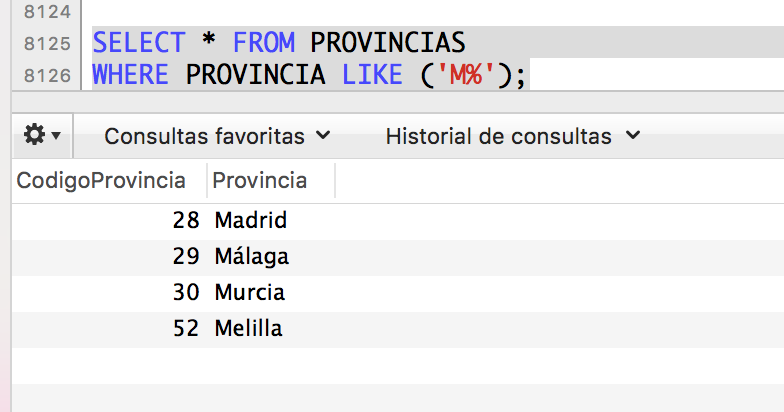 8124
8125 SELECT * FROM PROVINCIAS
8126 WHERE PROVINCIA LIKE ('M%');
Consultas favoritas Historial de consultas
CodigoProvincia Provincia
28 Madrid
29 Málaga
30 Murcia
52 Melilla